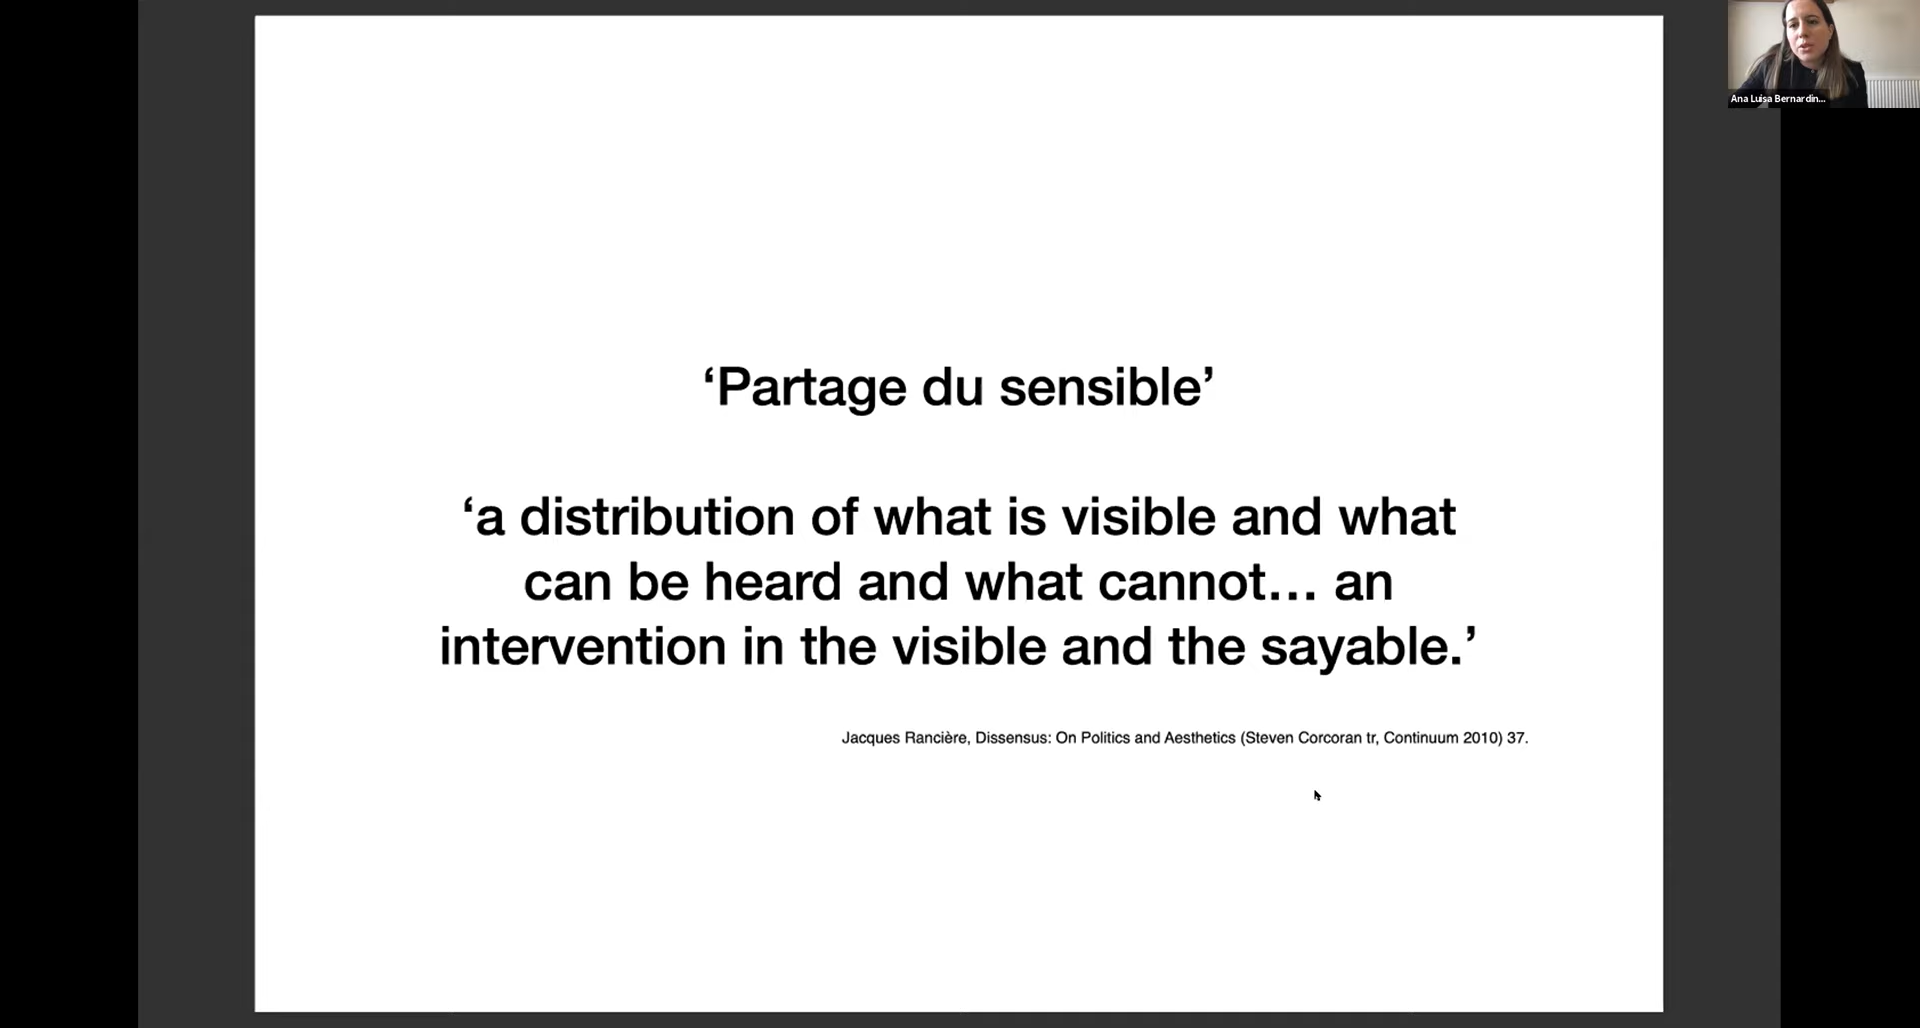 Ana Luisa Bernardin...
‘Partage du sensible’
‘a distribution of what is visible and what
can be heard and what cannot… an
intervention in the visible and the sayable.’
Jacques Rancière, Dissensus: On Politics and Aesthetics (Steven Corcoran tr, Continuum 2010) 37.